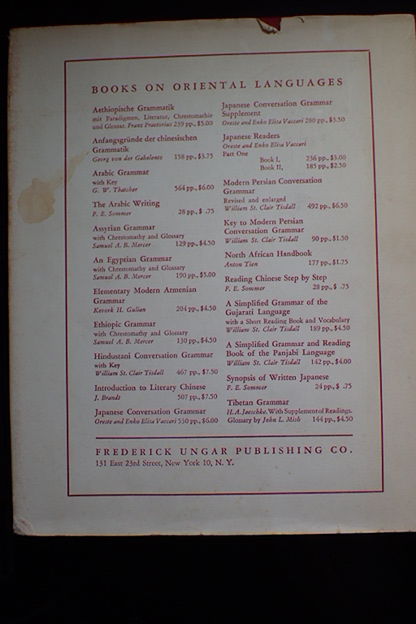 BOOKS ON ORIENTAL LANGUAGES
Aethiopische Grammatik
mit Paradigmen, Literatur, Chrestomathie
und Glossar. Franz Praetorius 259 pp., $5.00
Anfangsgründe der chinesischen
Grammatik
Georg von der Gabelentz 158 pp., $3.75
Arabic Grammar
with Key
G. W. Thatcher 564 pp., $6.00
The Arabic Writing
F. E. Sommer 28 pp., $ .75
Assyrian Grammar
with Chrestomathy and Glossary
Samuel A. B. Mercer 129 pp., $4.50
An Egyptian Grammar
with Chrestomathy and Glossary
Samuel A. B. Mercer 190 pp., $5.00
Elementary Modern Armenian
Grammar
Kevork H. Gulian 204 pp., $4.50
Ethiopic Grammar
with Chrestomathy and Glossary
Samuel A. B. Mercer 130 pp., $4.50
Hindustani Conversation Grammar
with Key
William St. Clair Tisdall 467 pp., $7.50
Introduction to Literary Chinese
J. Brandt 507 pp., $7.50
Japanese Conversation Grammar
Oreste and Enko Elisa Vaccari 550 pp., $6.00
Japanese Conversation Grammar
Supplement
Oreste and Enko Elisa Vaccari 280 pp., $3.50
Japanese Readers
Oreste and Enko Elisa Vaccari
Part One
Book I, 236 pp., $3.00
Book II, 185 pp., $2.50
Modern Persian Conversation
Grammar
Revised and enlarged
William St. Clair Tisdall 492 pp., $6.50
Key to Modern Persian
Conversation Grammar
William St. Clair Tisdall 90 pp., $1.50
North African Handbook
Anton Tien 177 pp., $1.75
Reading Chinese Step by Step
F. E. Sommer 28 pp., $ .75
A Simplified Grammar of the
Gujarati Language
with a Short Reading Book and Vocabulary
William St. Clair Tisdall 189 pp., $4.50
A Simplified Grammar and Reading
Book of the Panjabi Language
William St. Clair Tisdall 142 pp., $4.00
Synopsis of Written Japanese
F. E. Sommer 24 pp., $ .75
Tibetan Grammar
H. A. Jaeschke. With Supplement of Readings.
Glossary by John L. Mish 144 pp., $4.50
FREDERICK UNGAR PUBLISHING CO.
131 East 23rd Street, New York 10, N. Y.